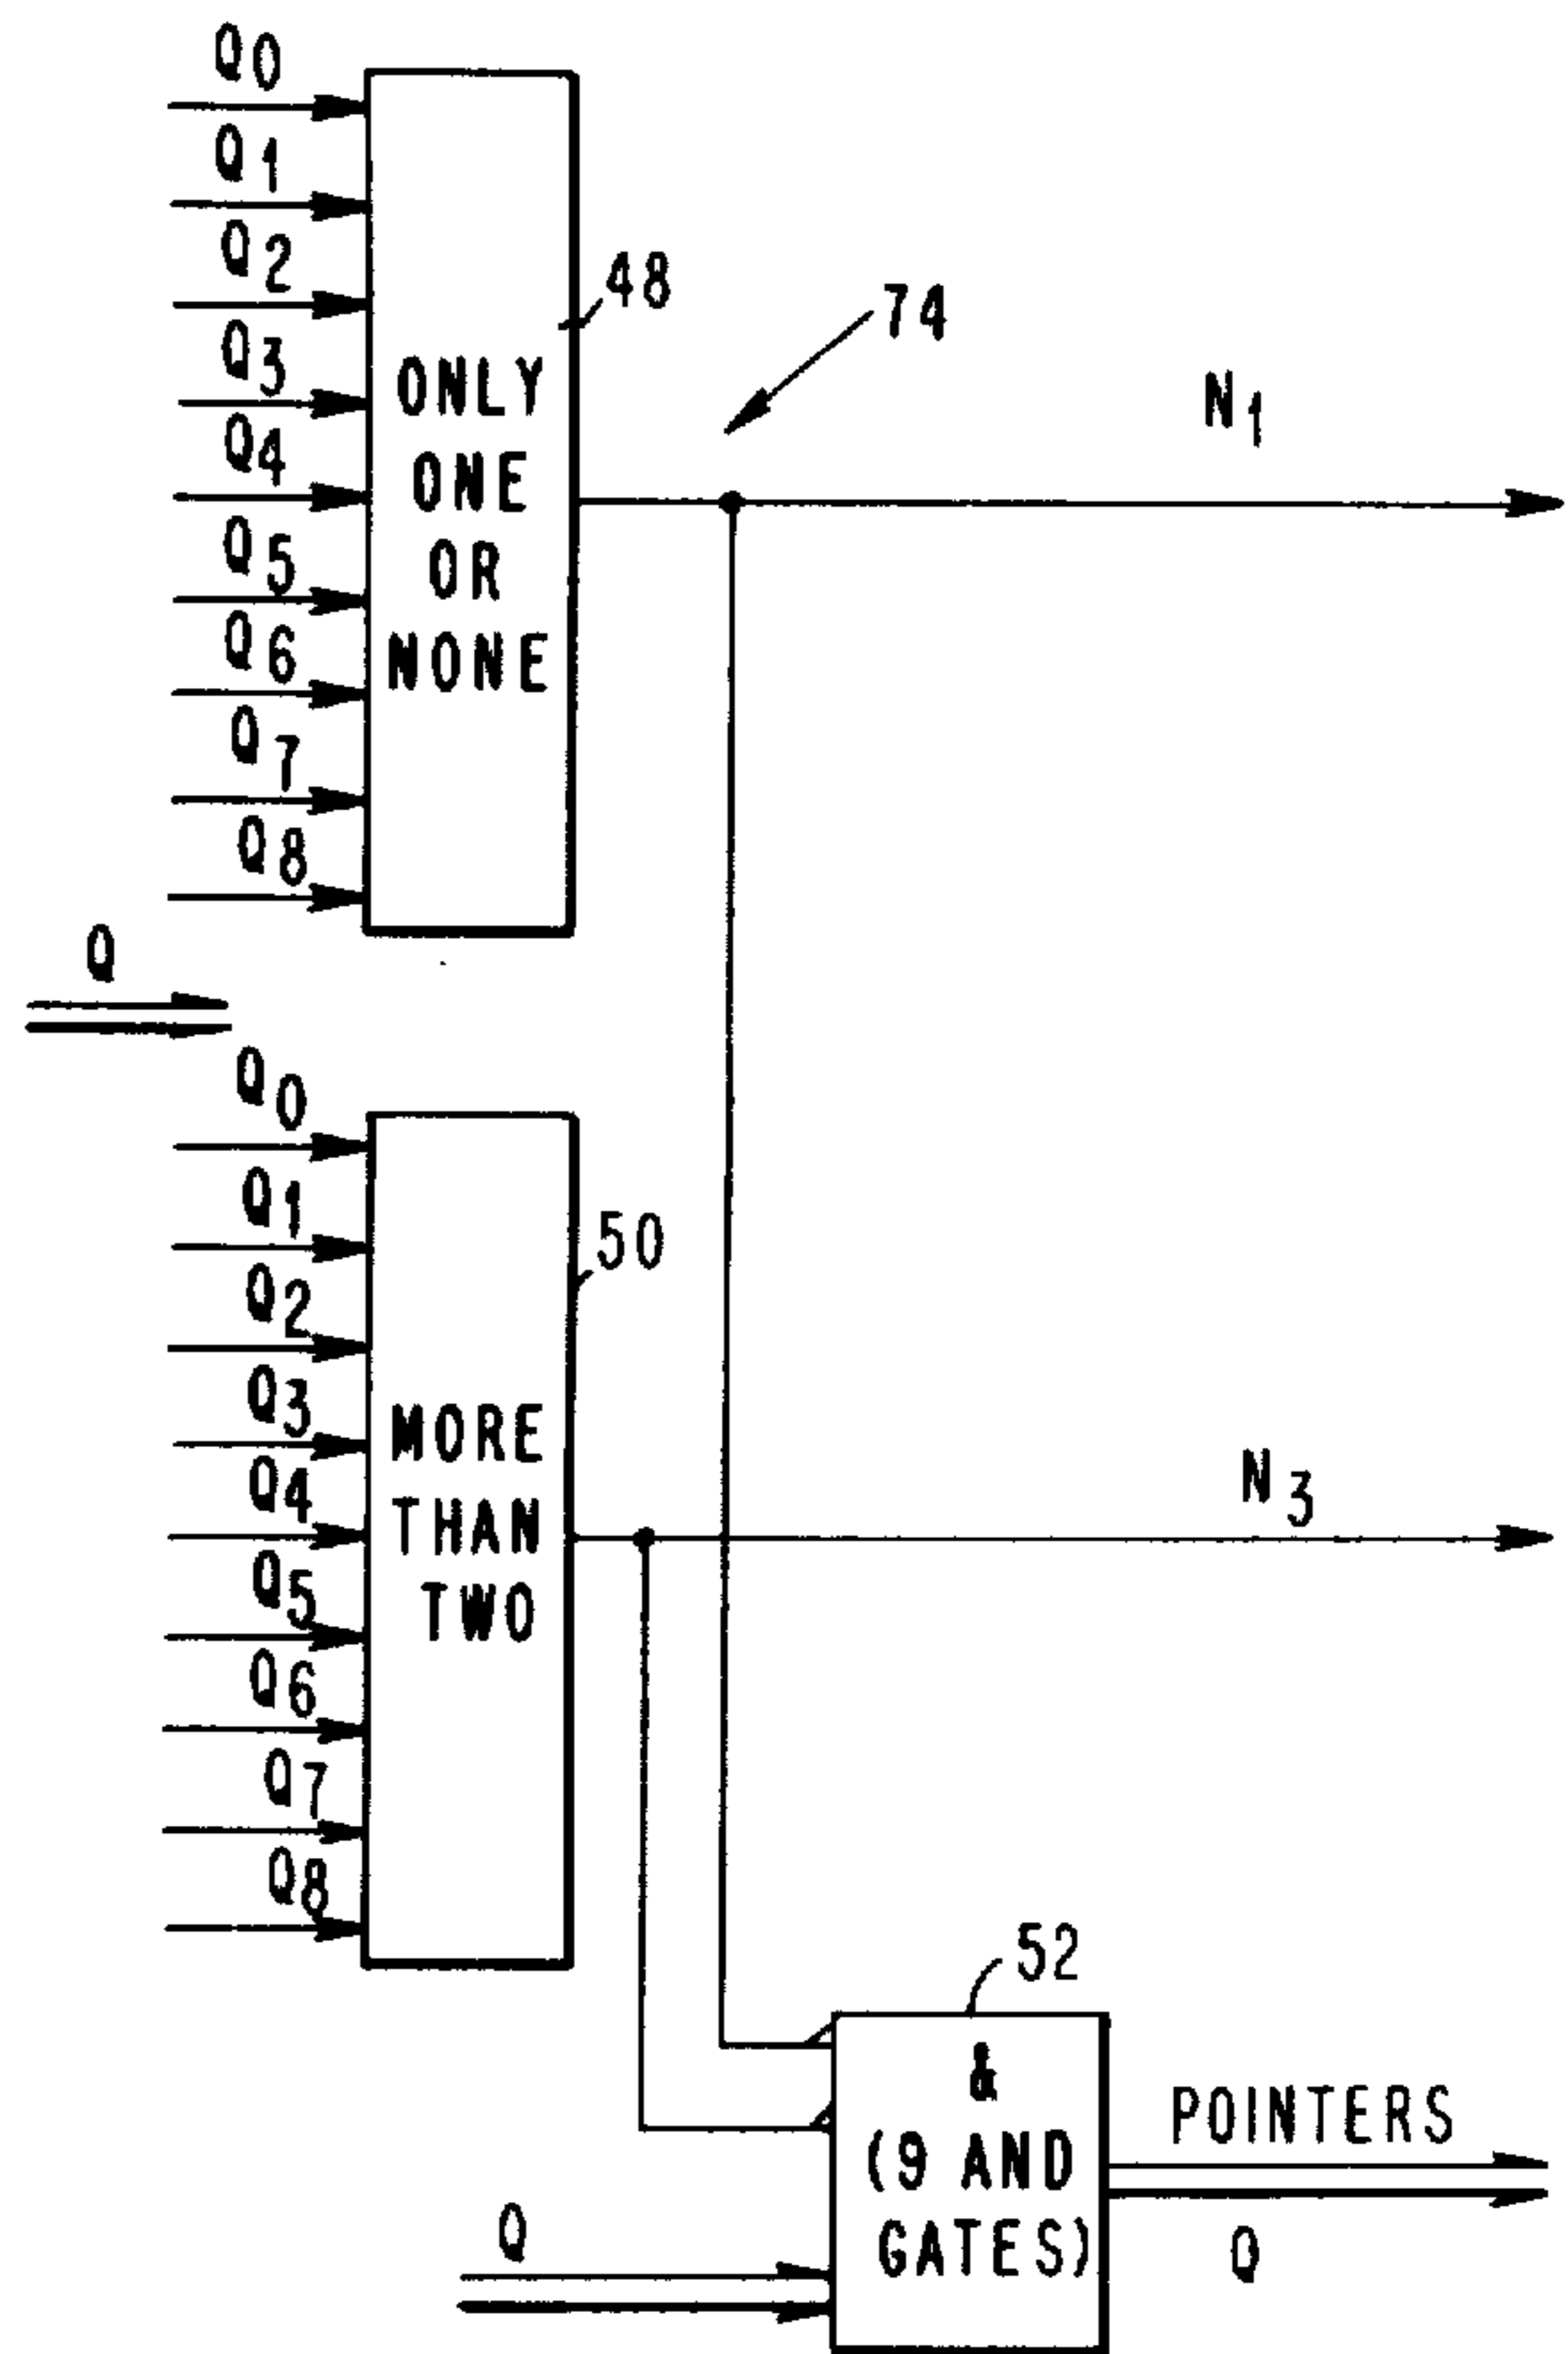 Q0
Q1
Q2
Q3
Q4
Q5
Q6
Q7
Q8
48
ONLY
ONE
OR
NONE
74
N1
Q
Q0
Q1
Q2
Q3
Q4
Q5
Q6
Q7
Q8
50
MORE
THAN
TWO
N3
52
&
(9 AND
GATES)
POINTERS
Q
Q